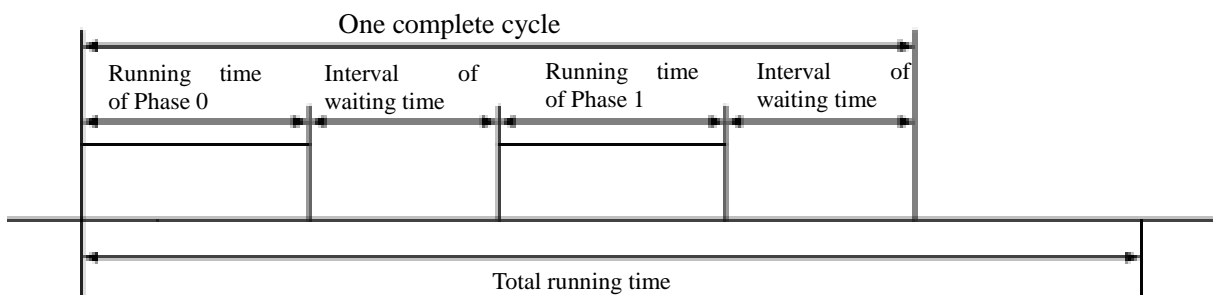 One complete cycle
Running time
of Phase 0
Interval of
waiting time
Running time
of Phase 1
Interval of
waiting time
Total running time